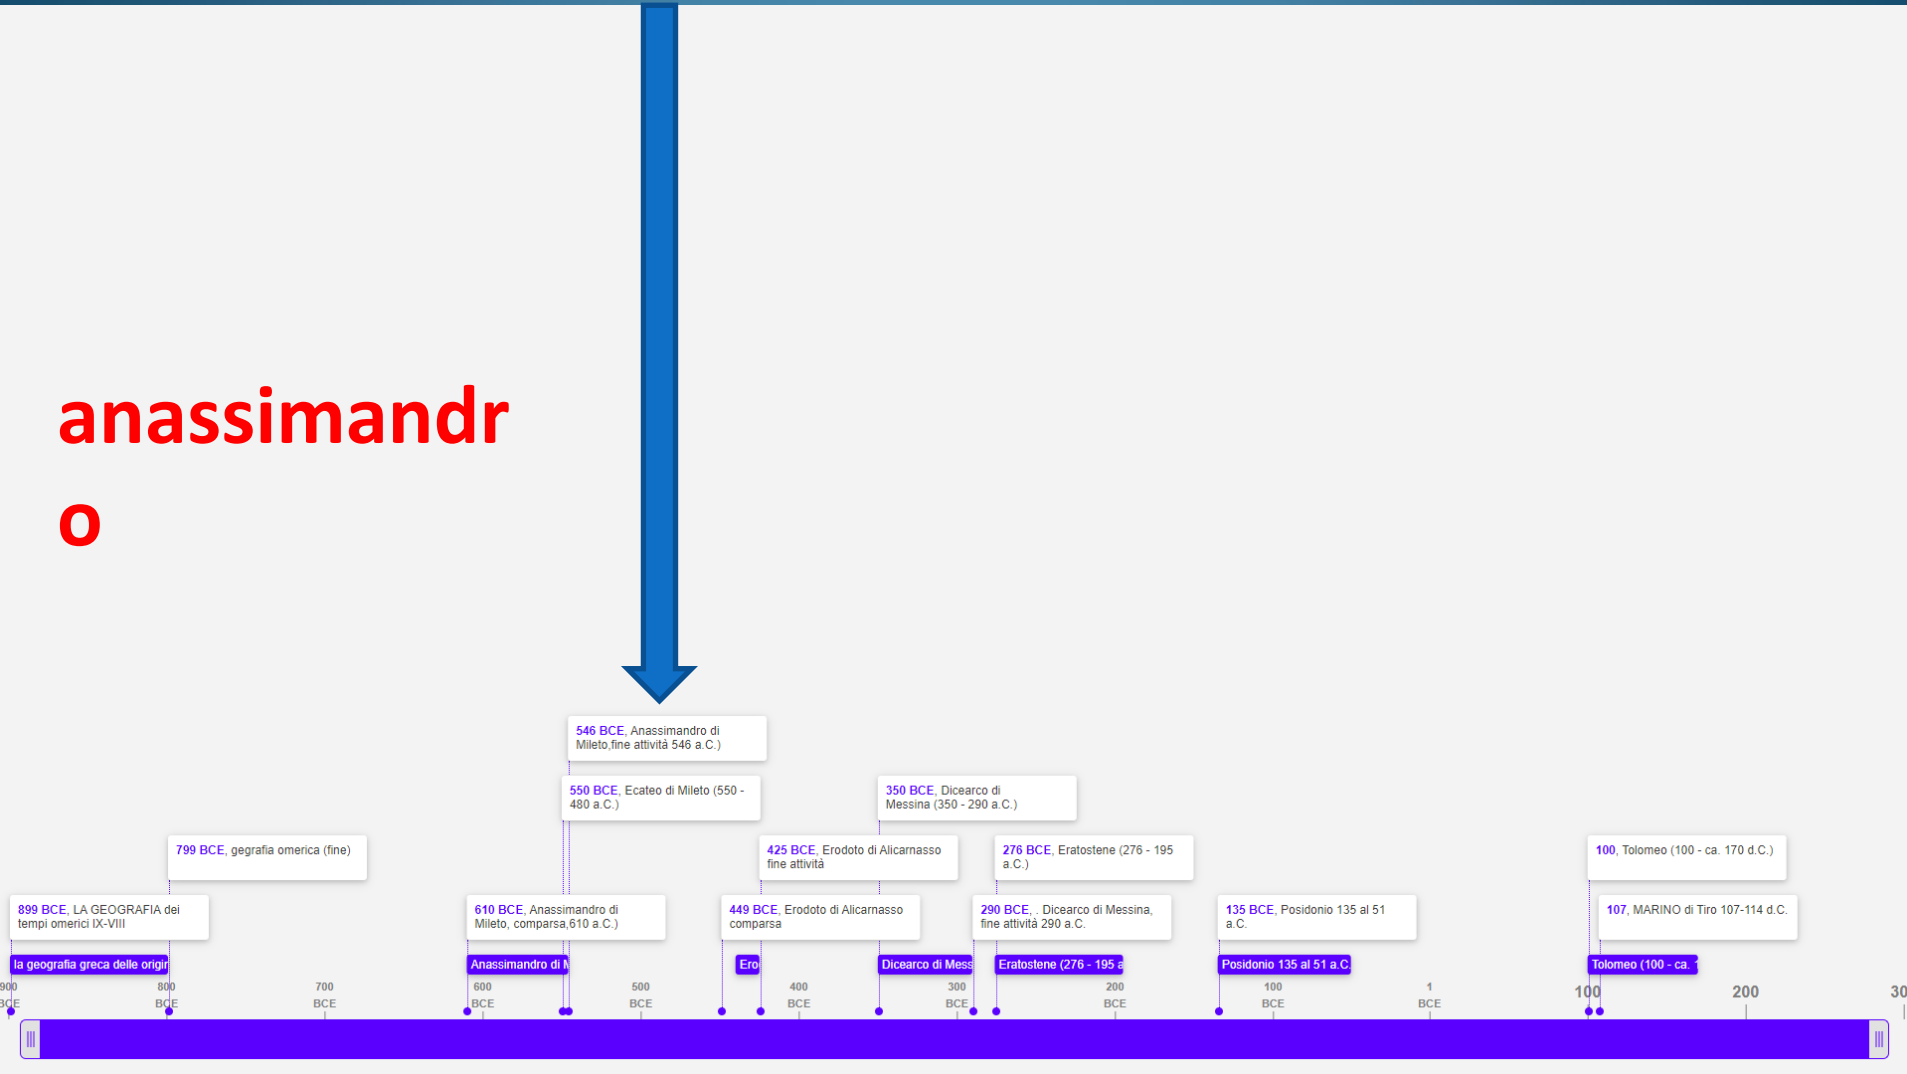 anassimandr
o
546 BCE, Anassimandro di
Mileto,fine attività 546 a.C.)
550 BCE, Ecateo di Mileto (550 -
480 a.C.)
350 BCE, Dicearco di
Messina (350 - 290 a.C.)
799 BCE, gegrafia omerica (fine)
425 BCE, Erodoto di Alicarnasso
fine attività
276 BCE, Eratostene (276 - 195
a.C.)
100, Tolomeo (100 - ca. 170 d.C.)
899 BCE, LA GEOGRAFIA dei
tempi omerici IX-VIII
610 BCE, Anassimandro di
Mileto, comparsa,610 a.C.)
449 BCE, Erodoto di Alicarnasso
comparsa
290 BCE, . Dicearco di Messina,
fine attività 290 a.C.
135 BCE, Posidonio 135 al 51
a.C.
107, MARINO di Tiro 107-114 d.C.
la geografia greca delle origin
Anassimandro di M
Ero
Dicearco di Mess
Eratostene (276 - 195 a
Posidonio 135 al 51 a.C.
Tolomeo (100 - ca. 1
900 BCE
800 BCE
700 BCE
600 BCE
500 BCE
400 BCE
300 BCE
200 BCE
100 BCE
1 BCE
100
200
30